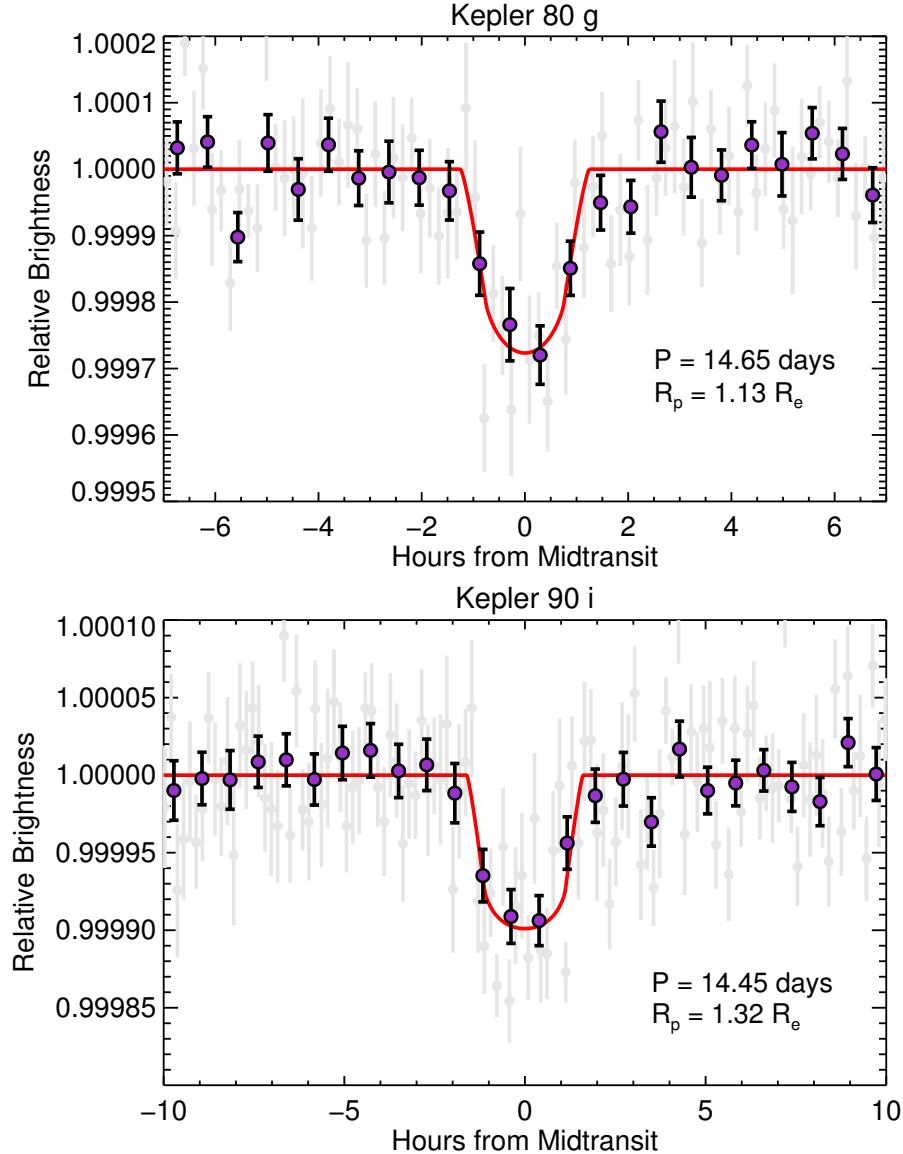 Kepler 80 g
1.0002
1.0001
1.0000
0.9999
0.9998
0.9997
0.9996
0.9995
Relative Brightness
P = 14.65 days
Rp = 1.13 Re
−6 −4 −2 0 2 4 6
Hours from Midtransit
Kepler 90 i
1.00010
1.00005
1.00000
0.99995
0.99990
0.99985
Relative Brightness
P = 14.45 days
Rp = 1.32 Re
−10 −5 0 5 10
Hours from Midtransit